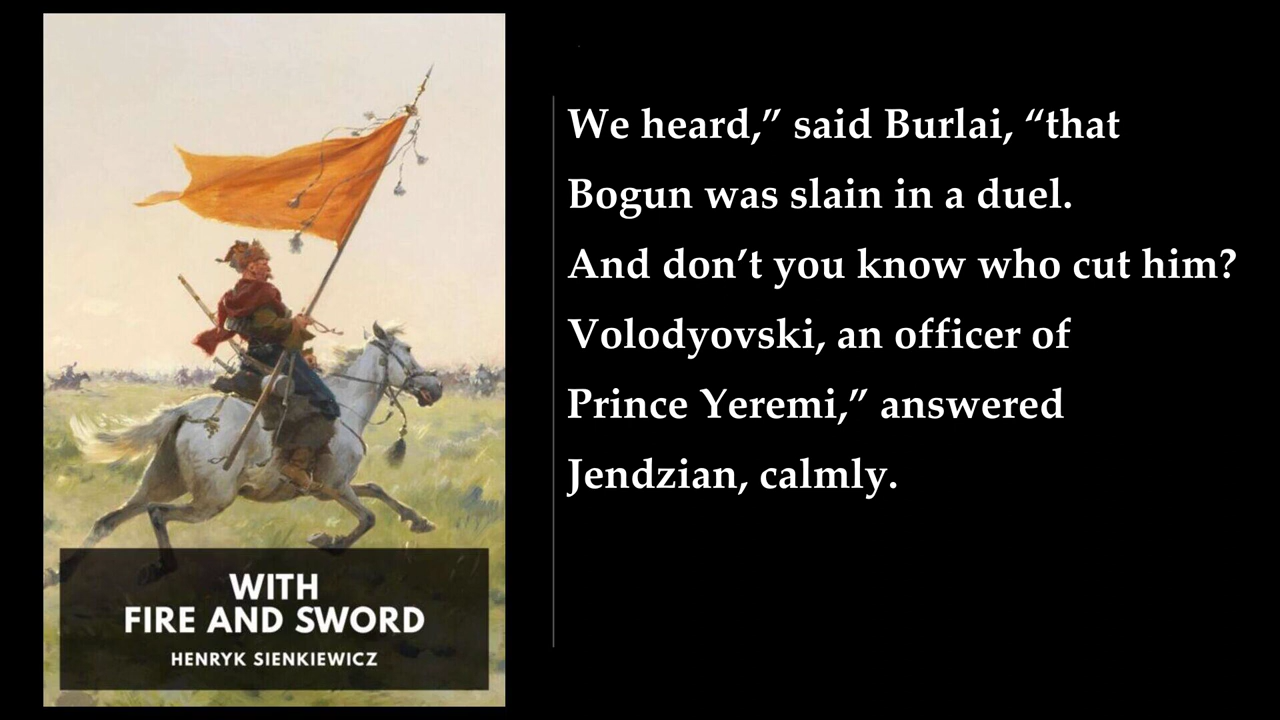 We heard,” said Burlai, “that
Bogun was slain in a duel.
And don’t you know who cut him?
Volodyovski, an officer of
Prince Yeremi,” answered
Jendzian, calmly.
WITH
FIRE AND SWORD
HENRYK SIENKIEWICZ